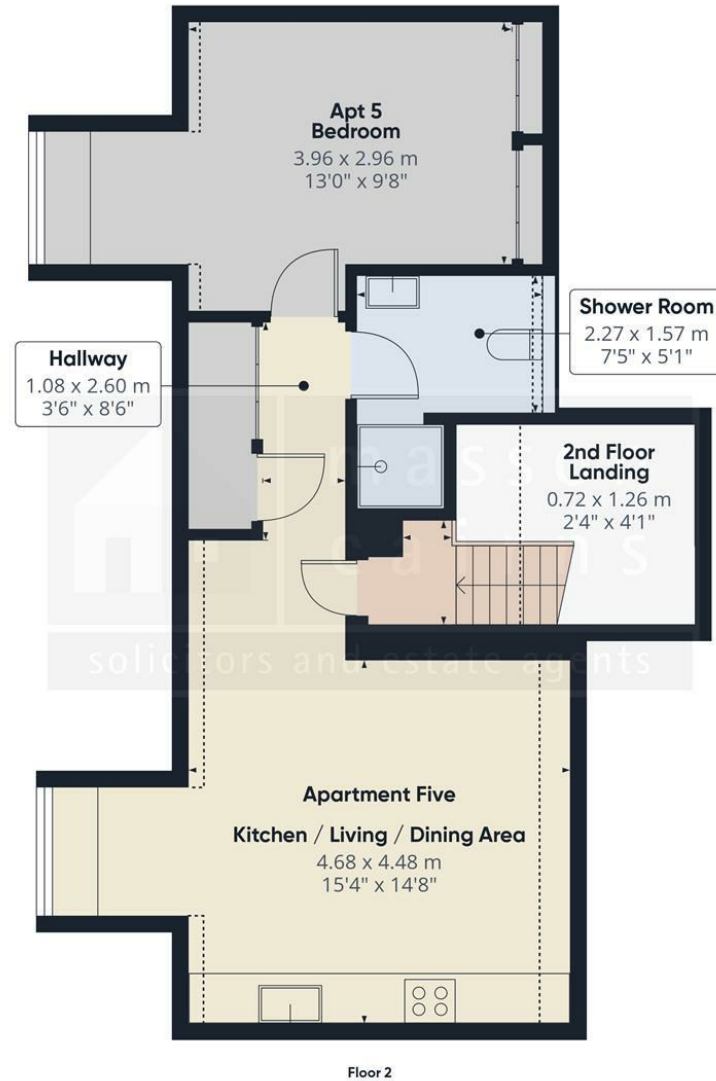 Apt 5
Bedroom
3.96 x 2.96 m
13'0" x 9'8"
Shower Room
2.27 x 1.57 m
7'5" x 5'1"
Hallway
1.08 x 2.60 m
3'6" x 8'6"
2nd Floor
Landing
0.72 x 1.26 m
2'4" x 4'1"
cairns
solicitors and estate agents
Apartment Five
Kitchen / Living / Dining Area
4.68 x 4.48 m
15'4" x 14'8"
Floor 2